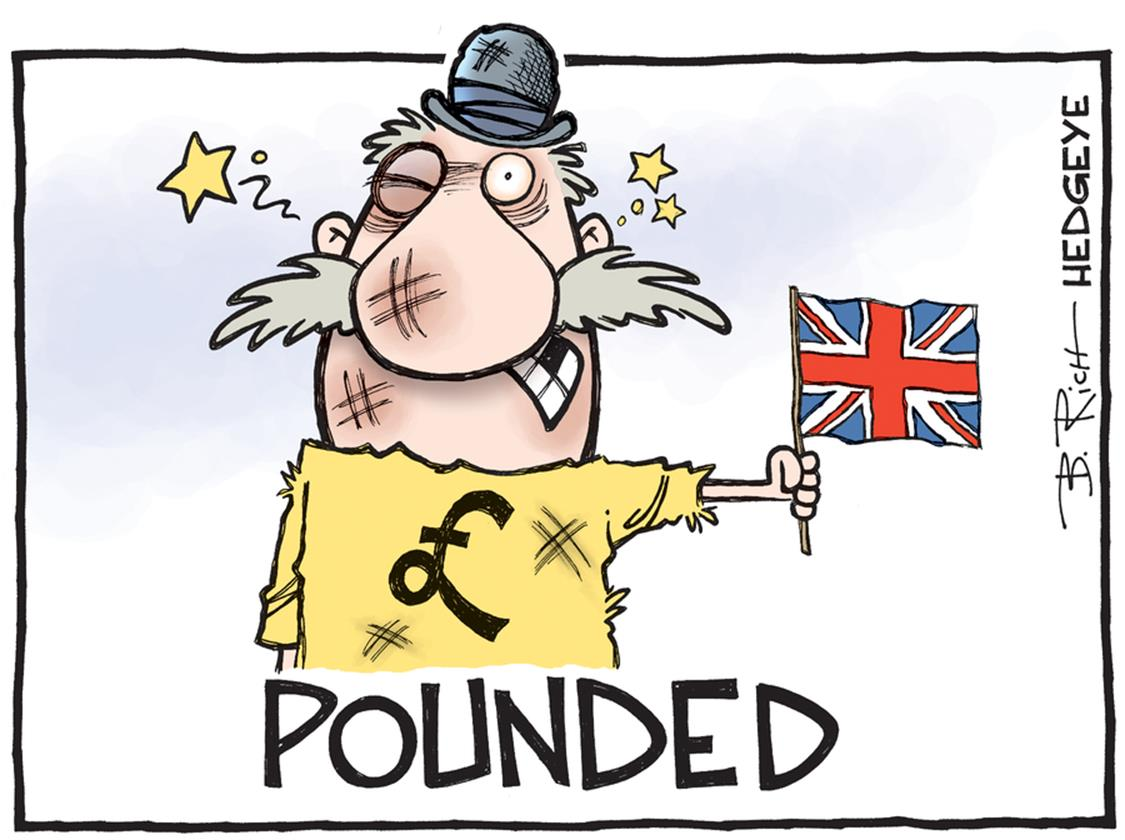 £
POUNDED
B. RICH — HEDGEYE